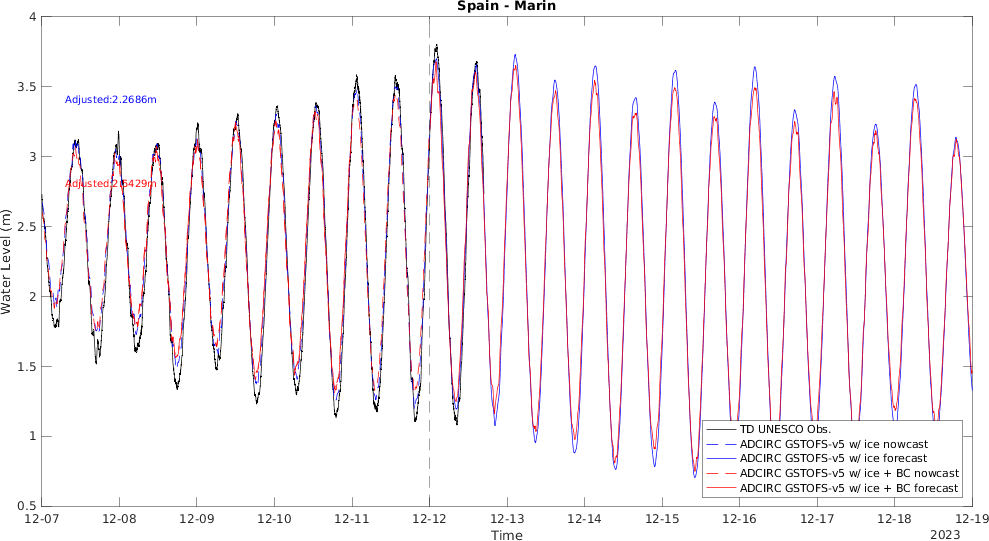 Spain - Marin
4
3.5
3
2.5
2
1.5
1
0.5
Water Level (m)
Adjusted:2.2686m
Adjusted:2.6429m
TD UNESCO Obs.
ADCIRC GSTOFS-v5 w/ ice nowcast
ADCIRC GSTOFS-v5 w/ ice forecast
ADCIRC GSTOFS-v5 w/ ice + BC nowcast
ADCIRC GSTOFS-v5 w/ ice + BC forecast
12-07 12-08 12-09 12-10 12-11 12-12 12-13 12-14 12-15 12-16 12-17 12-18 12-19
Time
2023